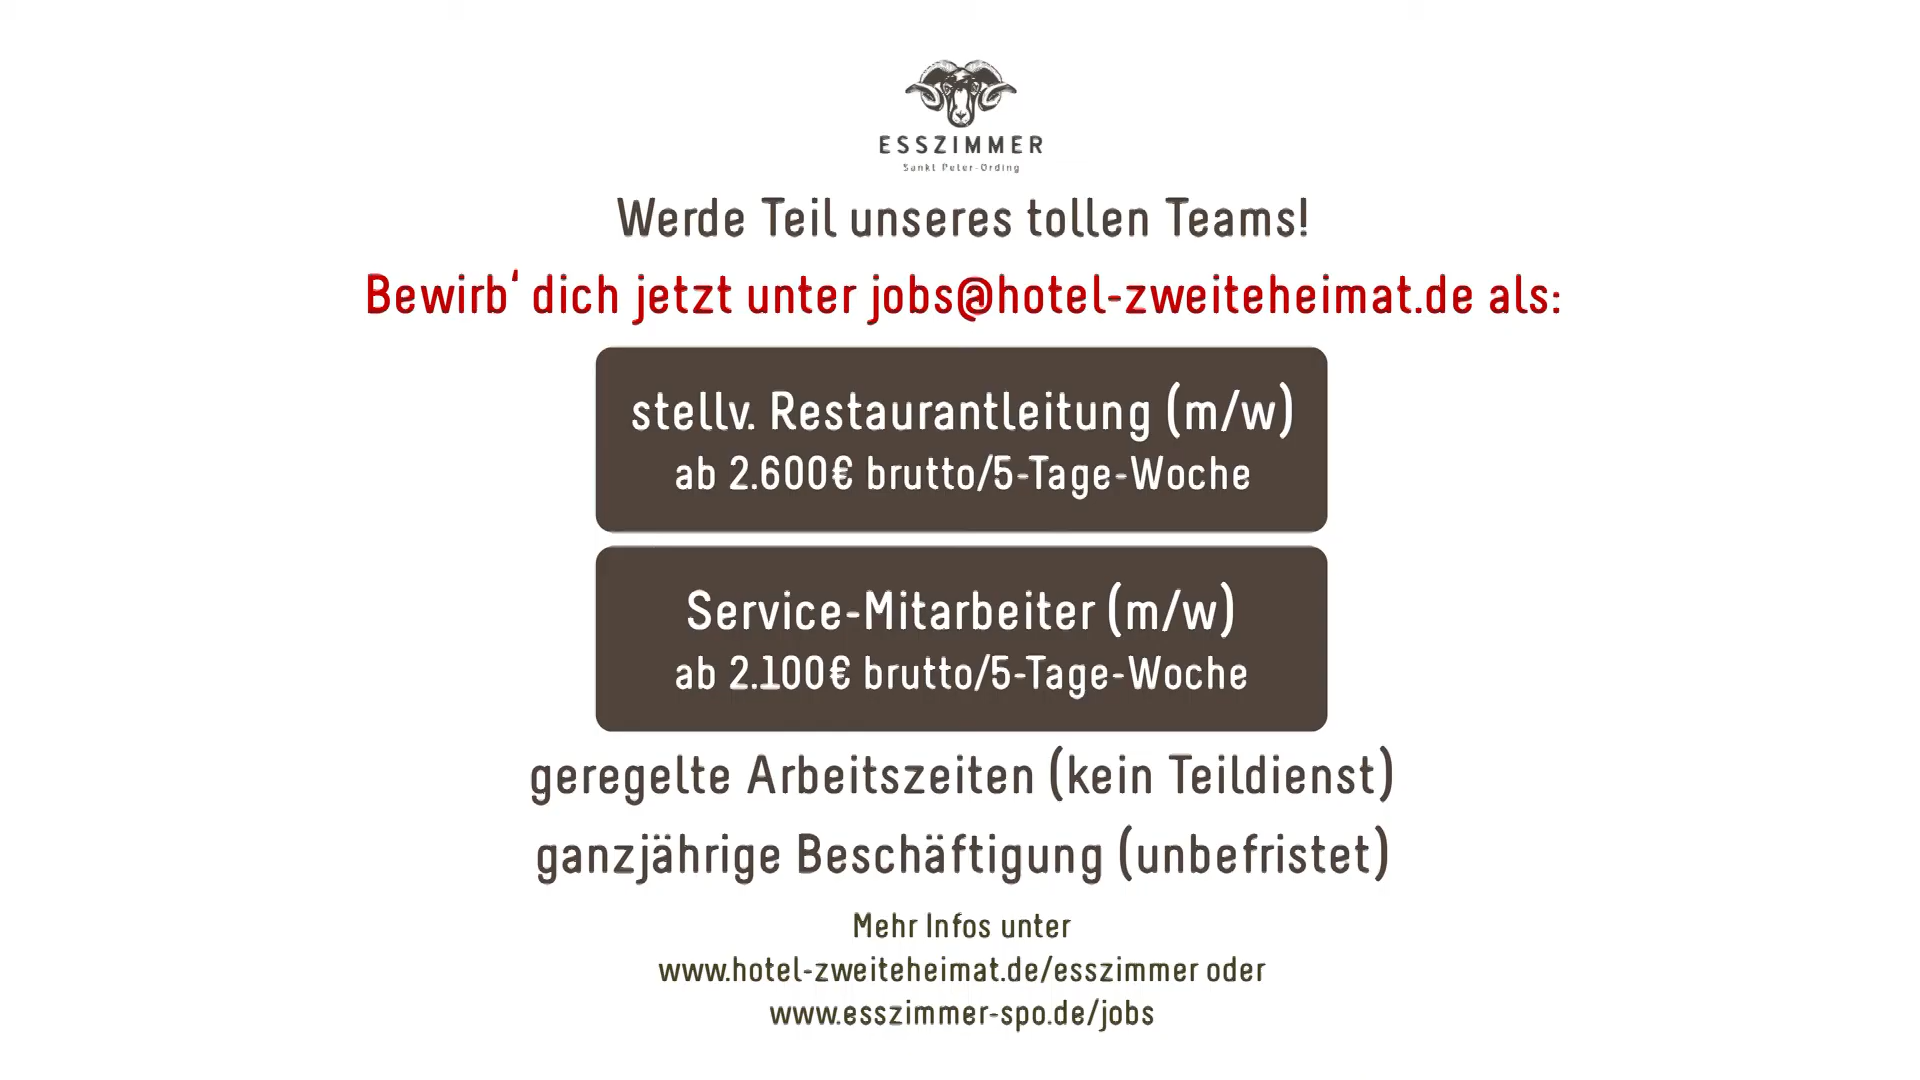 ESSZIMMER
Sankt Peter-Ording
Werde Teil unseres tollen Teams!
Bewirb‘ dich jetzt unter jobs@hotel-zweiteheimat.de als:
stellv. Restaurantleitung (m/w)
ab 2.600€ brutto/5-Tage-Woche
Service-Mitarbeiter (m/w)
ab 2.100€ brutto/5-Tage-Woche
geregelte Arbeitszeiten (kein Teildienst)
ganzjährige Beschäftigung (unbefristet)
Mehr Infos unter
www.hotel-zweiteheimat.de/esszimmer oder
www.esszimmer-spo.de/jobs